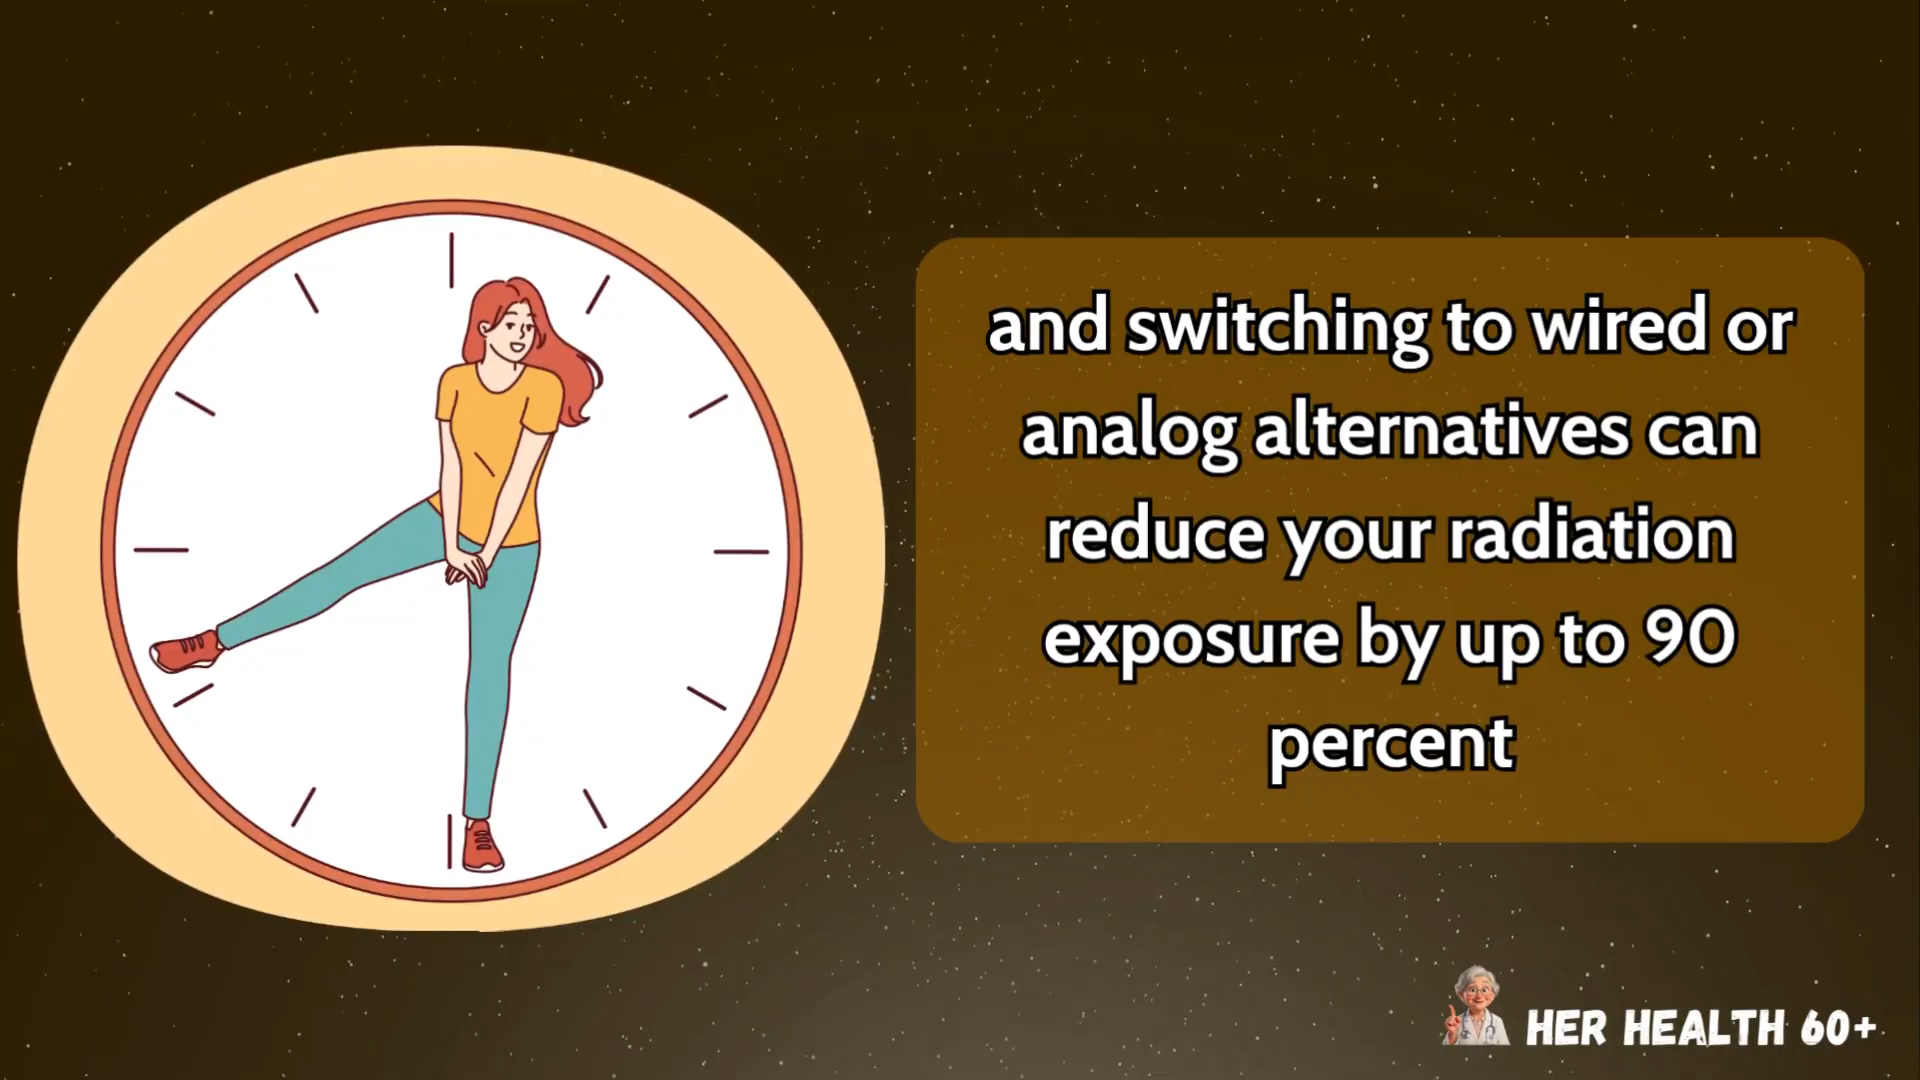 and switching to wired or
analog alternatives can
reduce your radiation
exposure by up to 90
percent
HER HEALTH 60+